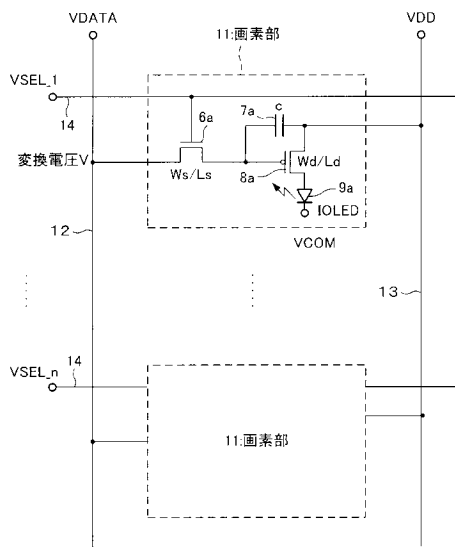 VDATA
VDD
11:画素部
VSEL_1
14
6a
7a
C
変換電圧V
Ws/Ls
Wd/Ld
8a
9a
IOLED
VCOM
12
13
14
VSEL_n
11:画素部